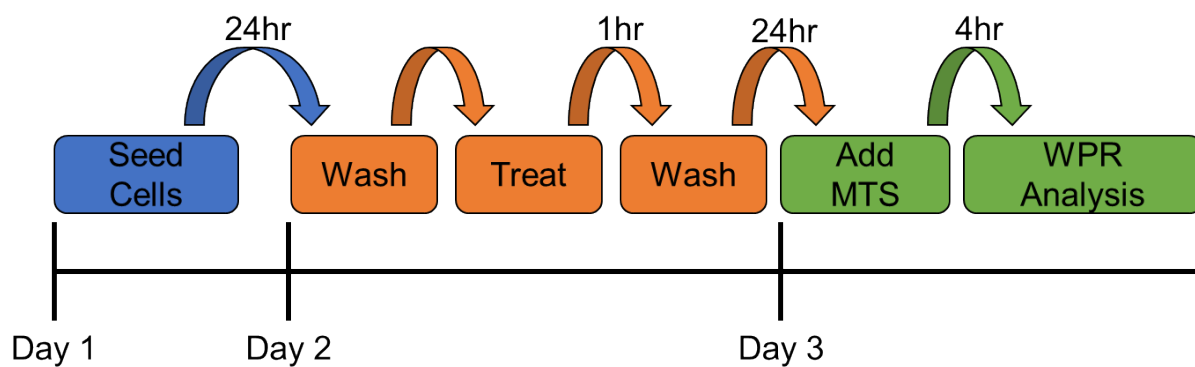 24hr
1hr
24hr
4hr
Seed
Cells
Wash
Treat
Wash
Add
MTS
WPR
Analysis
Day 1
Day 2
Day 3